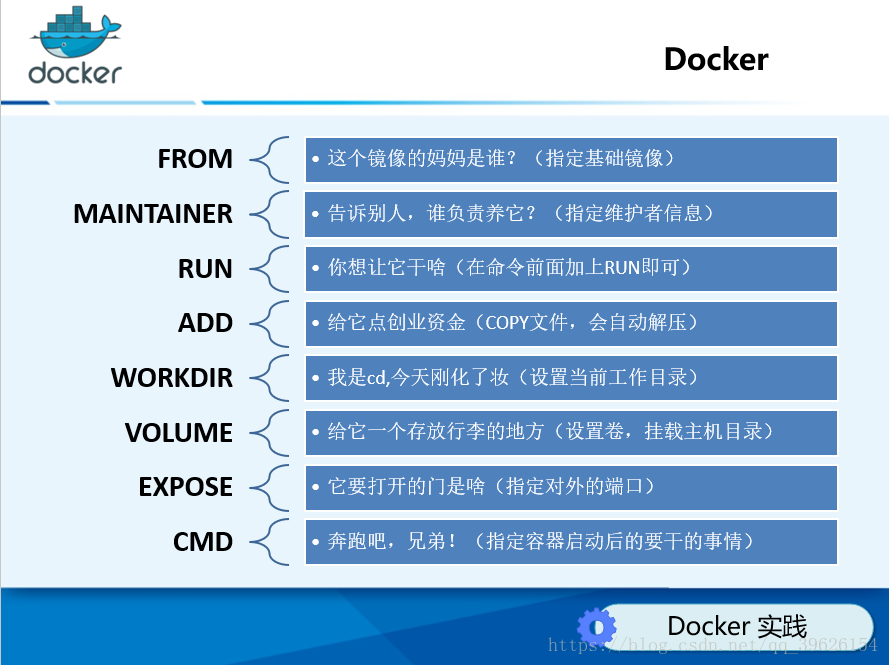 docker
Docker
FROM
• 这个镜像的妈妈是谁？（指定基础镜像）
MAINTAINER
• 告诉别人，谁负责养它？（指定维护者信息）
RUN
• 你想让它干啥（在命令前面加上RUN即可）
ADD
• 给它点创业资金（COPY文件，会自动解压）
WORKDIR
• 我是cd,今天刚化了妆（设置当前工作目录）
VOLUME
• 给它一个存放行李的地方（设置卷，挂载主机目录）
EXPOSE
• 它要打开的门是啥（指定对外的端口）
CMD
• 奔跑吧，兄弟！（指定容器启动后的要干的事情）
Docker 实践
https://blog.csdn.net/qq_39626154